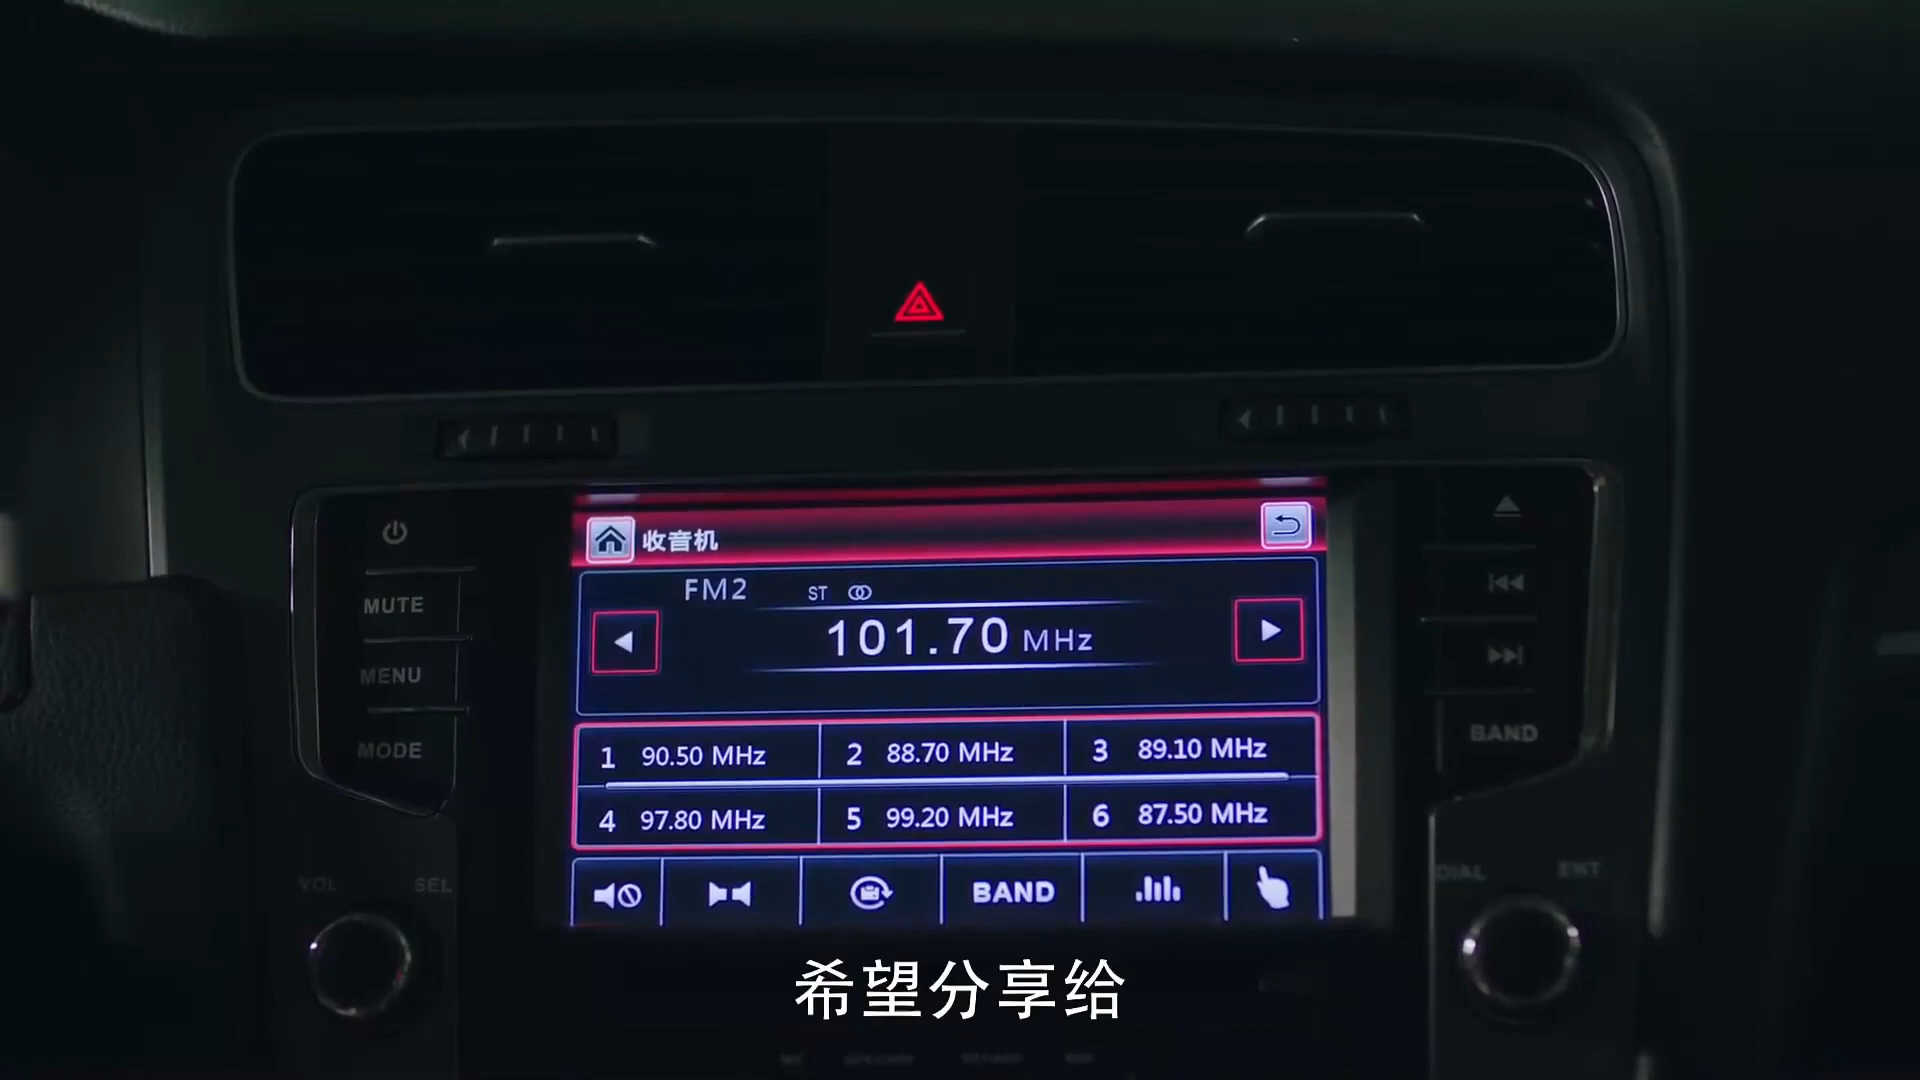 收音机
FM2 ST
101.70 MHz
1 90.50 MHz 2 88.70 MHz 3 89.10 MHz
4 97.80 MHz 5 99.20 MHz 6 87.50 MHz
BAND
MUTE
MENU
MODE
VOL SEL
BAND
DIAL ENT
希望分享给